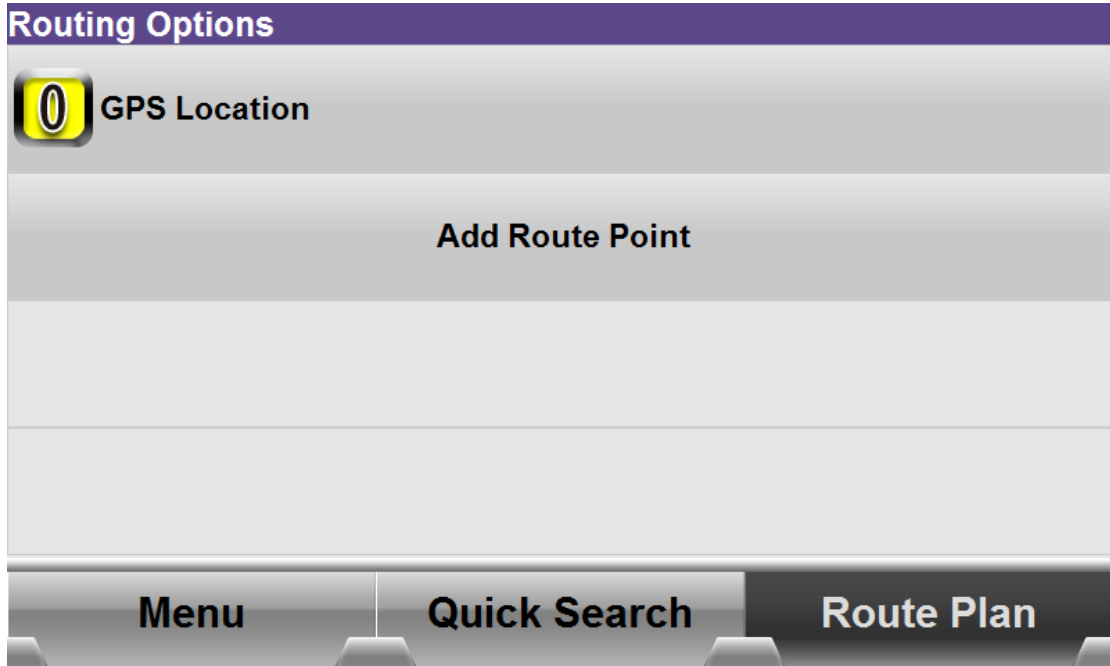 Routing Options
0 GPS Location
Add Route Point
Menu Quick Search Route Plan